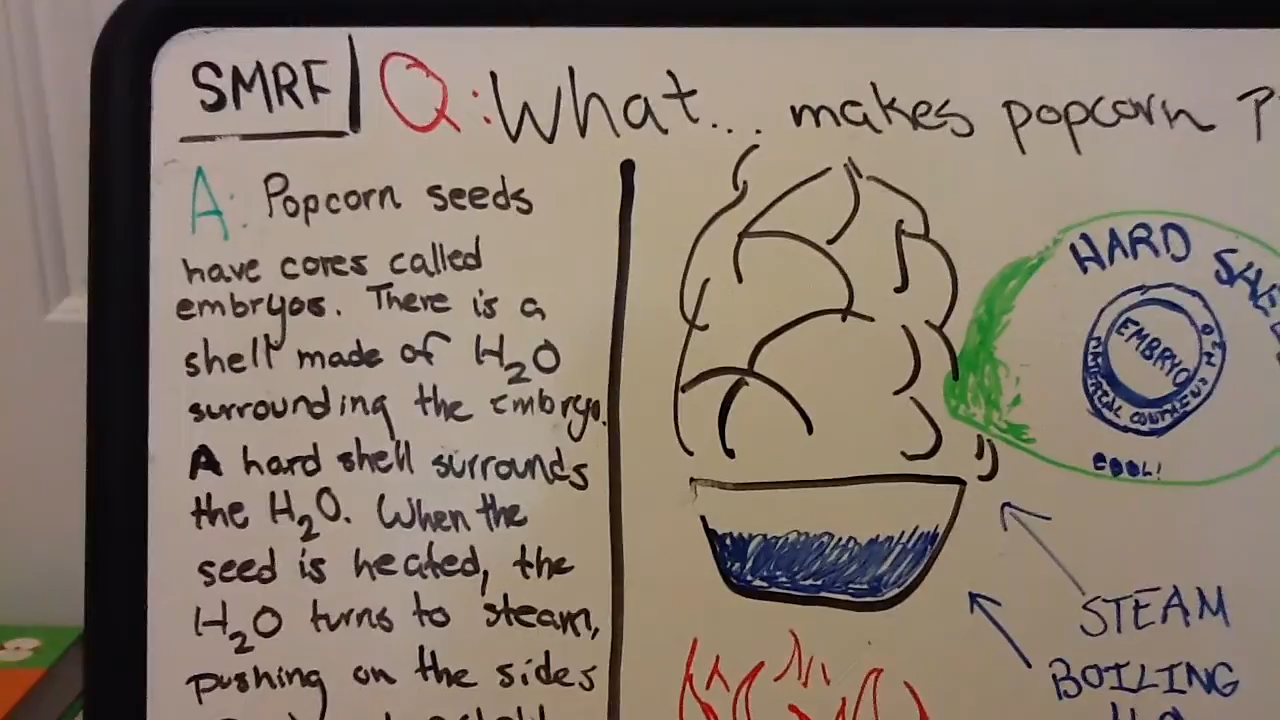 SMRF
Q: What... makes popcorn ?
A: Popcorn seeds
have cores called
embryos. There is a
shell made of H2O
surrounding the embryo.
A hard shell surrounds
the H2O. When the
seed is heated, the
H2O turns to steam,
pushing on the sides
HARD
EMBRYO
COOL!
STEAM
BOILING